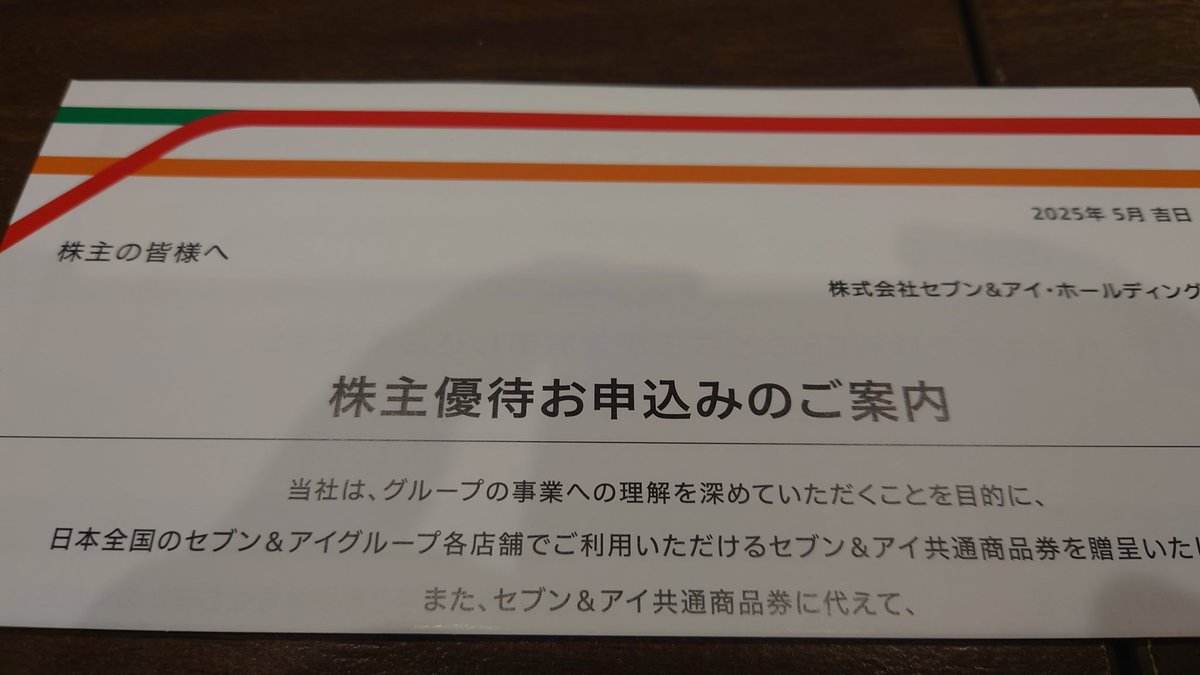 2025年 5月 吉日
株主の皆様へ
株式会社セブン&アイ・ホールディング
株主優待お申込みのご案内
当社は、グループの事業への理解を深めていただくことを目的に、
日本全国のセブン&アイグループ各店舗でご利用いただけるセブン&アイ共通商品券を贈呈いたし
また、セブン&アイ共通商品券に代えて、